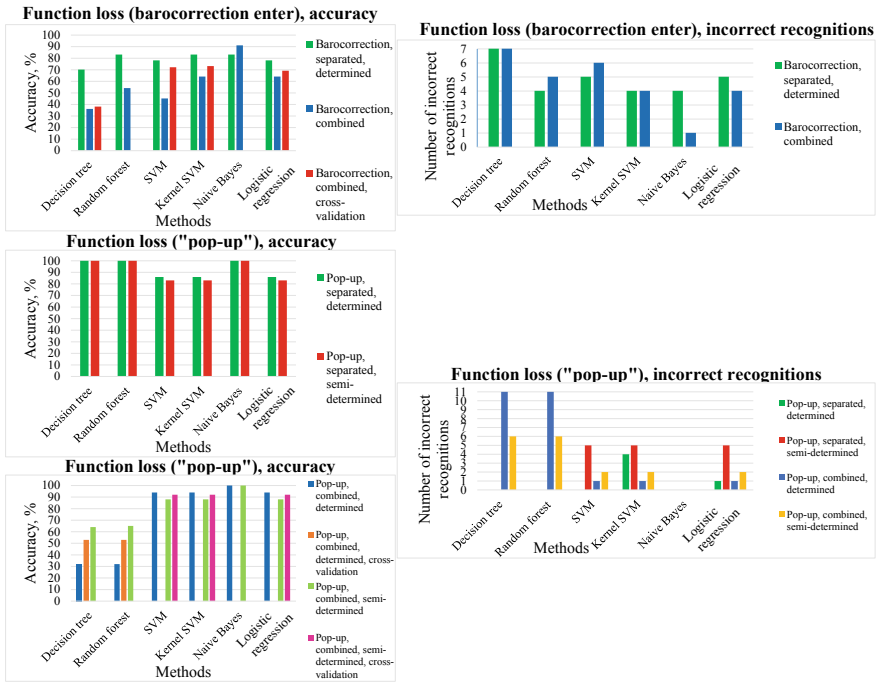 Function loss (barocorrection enter), accuracy
Accuracy, %
100
90
80
70
60
50
40
30
20
10
0
Decision tree
Random forest
SVM
Kernel SVM
Naive Bayes
Logistic
regression
Methods
Barocorrection,
separated,
determined
Barocorrection,
combined
Barocorrection,
combined,
cross-
validation
Function loss (barocorrection enter), incorrect recognitions
Number of incorrect
recognitions
7
6
5
4
3
2
1
0
Decision tree
Random forest
SVM
Kernel SVM
Naive Bayes
Logistic
regression
Methods
Barocorrection,
separated,
determined
Barocorrection,
combined
Function loss ("pop-up"), accuracy
Accuracy, %
100
90
80
70
60
50
40
30
20
10
0
Decision tree
Random forest
SVM
Kernel SVM
Naive Bayes
Logistic
regression
Methods
Pop-up,
separated,
determined
Pop-up,
separated,
semi-
determined
Function loss ("pop-up"), incorrect recognitions
Number of incorrect
recognitions
11
10
9
8
7
6
5
4
3
2
1
0
Decision tree
Random forest
SVM
Kernel SVM
Naive Bayes
Logistic
regression
Methods
Pop-up, separated,
determined
Pop-up, separated,
semi-determined
Pop-up, combined,
determined
Pop-up, combined,
semi-determined
Function loss ("pop-up"), accuracy
Accuracy, %
100
90
80
70
60
50
40
30
20
10
0
Decision tree
Random forest
SVM
Kernel SVM
Naive Bayes
Logistic
regression
Methods
Pop-up,
combined,
determined
Pop-up,
combined,
determined, cross-
validation
Pop-up,
combined, semi-
determined
Pop-up,
combined, semi-
determined, cross-
validation